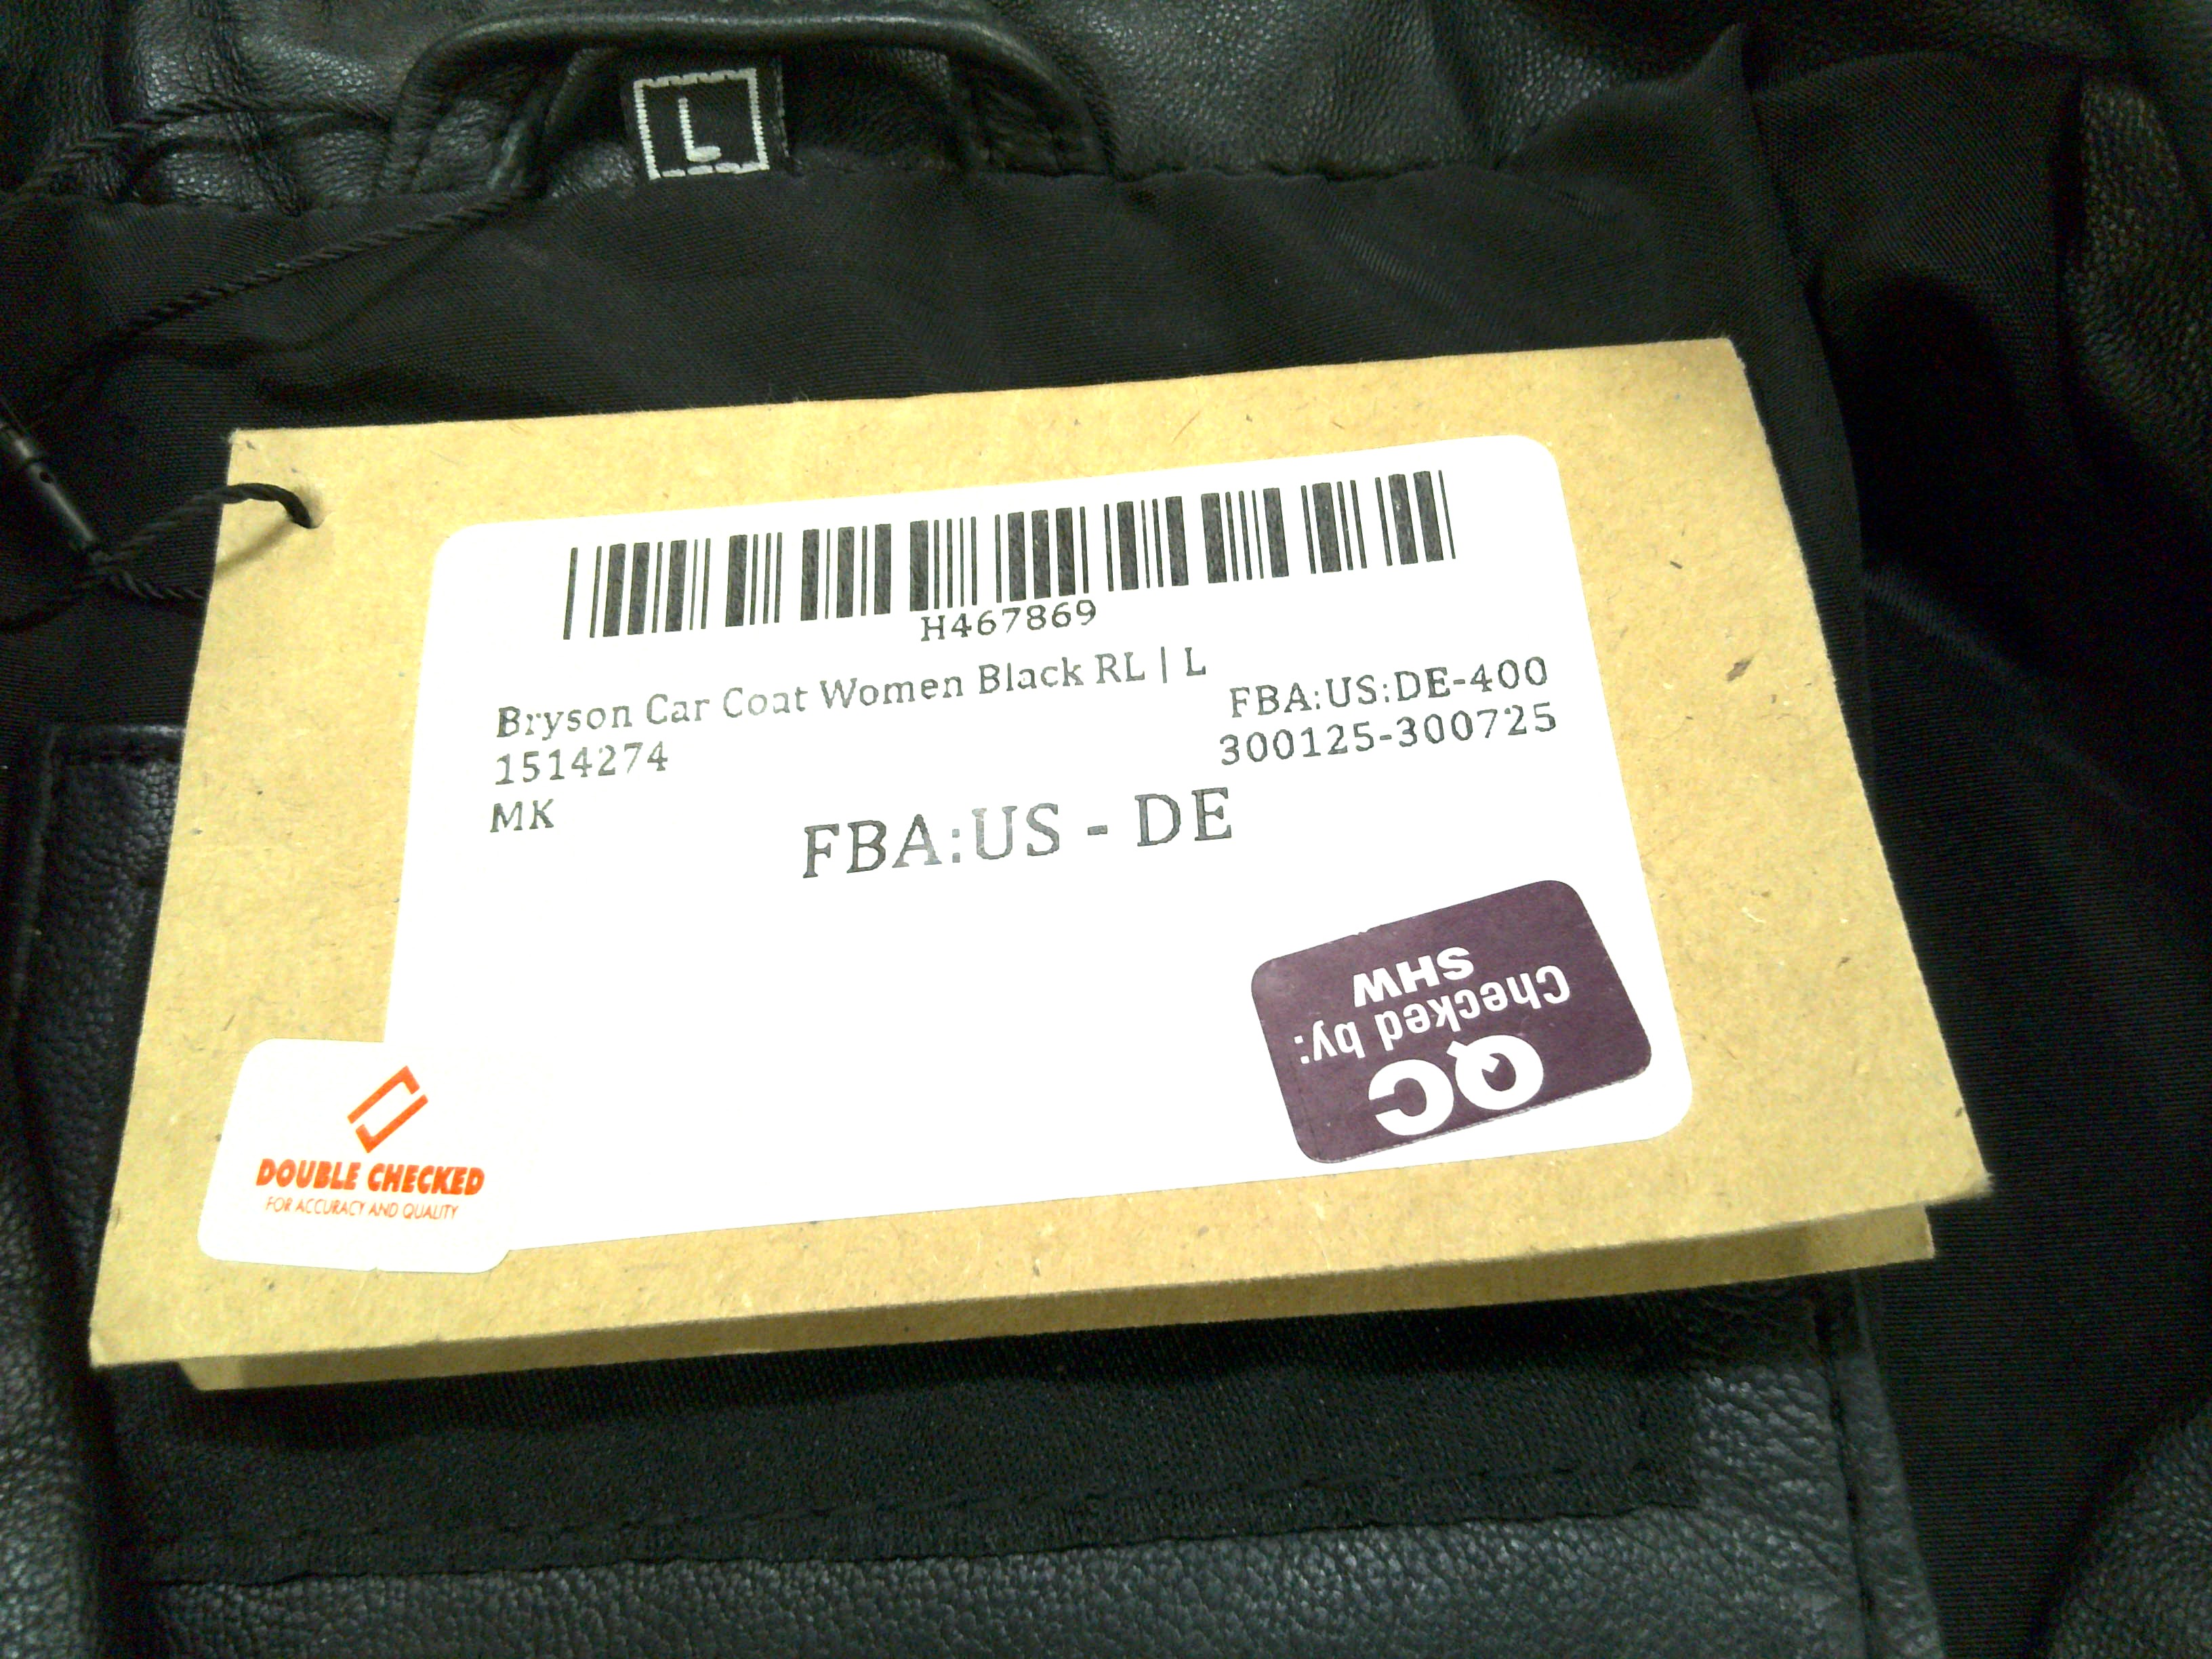 L
H467869
Bryson Car Coat Women Black RL | L
1514274
MK
FBA:US:DE-400
300125-300725
FBA:US - DE
QC
Checked by:
SHW
DOUBLE CHECKED
FOR ACCURACY AND QUALITY